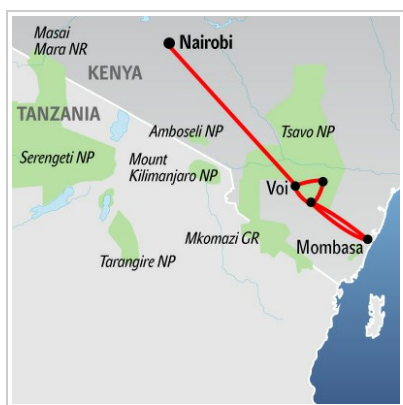 Masai
Mara NR
Nairobi
KENYA
TANZANIA
Amboseli NP
Tsavo NP
Serengeti NP
Mount
Kilimanjaro NP
Voi
Mkomazi GR
Mombasa
Tarangire NP